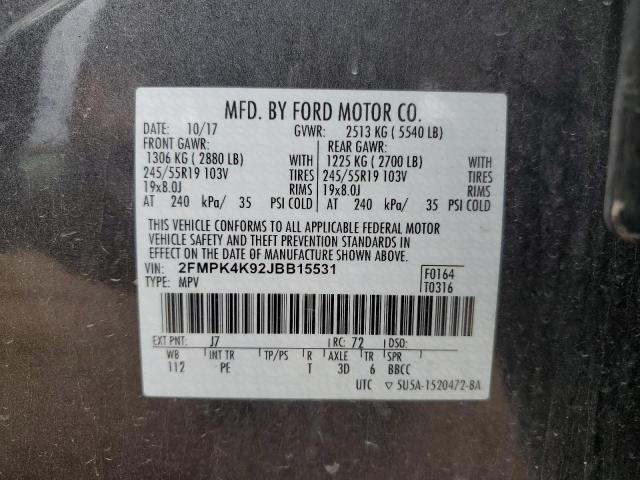 MFD. BY FORD MOTOR CO.
DATE: 10/17 GVWR: 2513 KG ( 5540 LB)
FRONT GAWR: REAR GAWR:
1306 KG ( 2880 LB) WITH 1225 KG ( 2700 LB) WITH
245/55R19 103V TIRES 245/55R19 103V TIRES
19x8.0J RIMS 19x8.0J RIMS
AT 240 kPa/ 35 PSI COLD AT 240 kPa/ 35 PSI COLD
THIS VEHICLE CONFORMS TO ALL APPLICABLE FEDERAL MOTOR
VEHICLE SAFETY AND THEFT PREVENTION STANDARDS IN
EFFECT ON THE DATE OF MANUFACTURE SHOWN ABOVE.
VIN: 2FMPK4K92JBB15531 F0164
TYPE: MPV T0316
EXT PNT: J7 RC: 72 DSO:
WB INT TR TP/PS R AXLE TR SPR
112 PE T 3D 6 BBCC
UTC ▽ 5U5A-1520472-BA